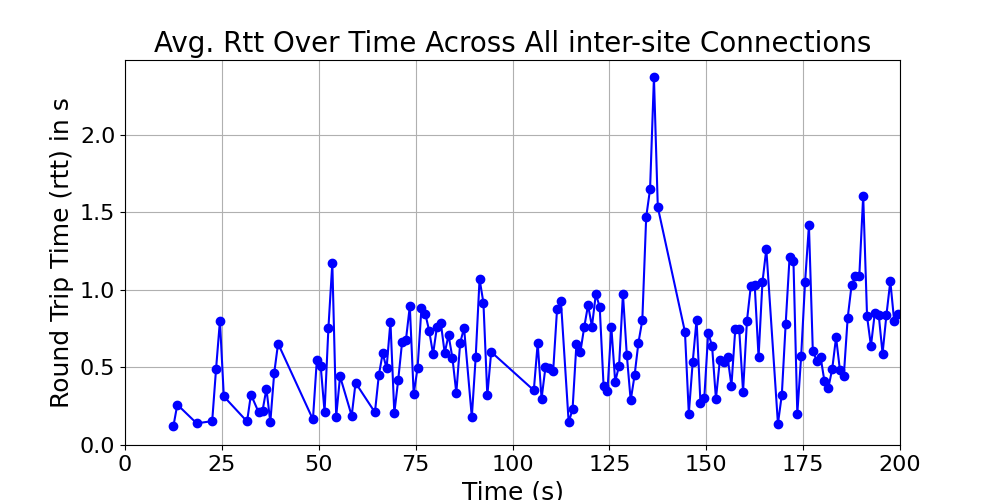 Avg. Rtt Over Time Across All inter-site Connections
Round Trip Time (rtt) in s
2.0
1.5
1.0
0.5
0.0
0 25 50 75 100 125 150 175 200
Time (s)